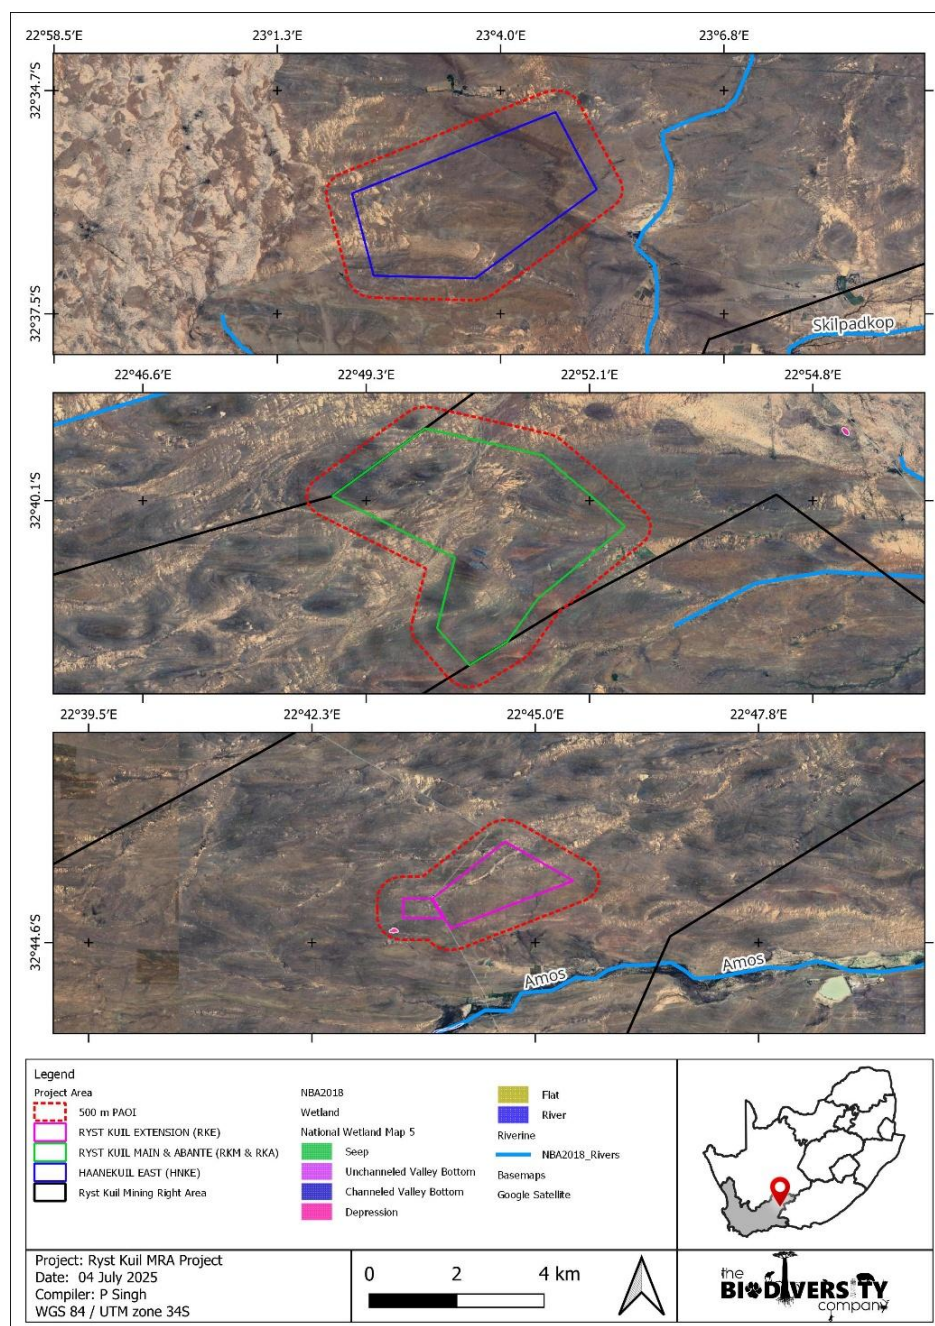 22°58.5'E 23°1.3'E 23°4.0'E 23°6.8'E
32°34.7'S
32°37.5'S
Skilpadkop
22°46.6'E 22°49.3'E 22°52.1'E 22°54.8'E
32°40.1'S
22°39.5'E 22°42.3'E 22°45.0'E 22°47.8'E
32°44.6'S
Amos
Amos
Legend
Project Area
500 m PAOI
RYST KUIL EXTENSION (RKE)
RYST KUIL MAIN & ABANTE (RKM & RKA)
HAANEKUIL EAST (HNKE)
Ryst Kuil Mining Right Area
NBA2018
Wetland
National Wetland Map 5
Seep
Unchanneled Valley Bottom
Channeled Valley Bottom
Depression
Flat
River
Riverine
NBA2018_Rivers
Basemaps
Google Satellite
Project: Ryst Kuil MRA Project
Date: 04 July 2025
Compiler: P Singh
WGS 84 / UTM zone 34S
0 2 4 km
the
BIODIVERSITY
company